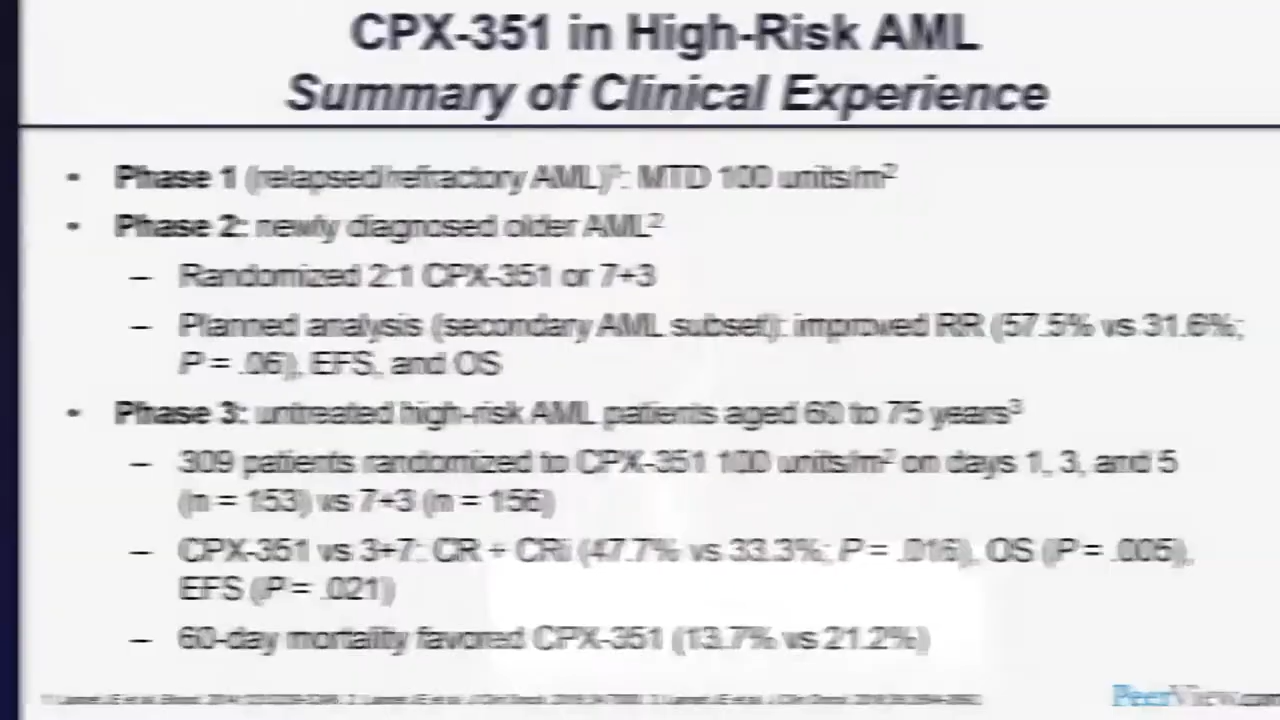 CPX-351 in High-Risk AML
Summary of Clinical Experience
• Phase 1 (relapsed/refractory AML)¹: MTD 100 units/m²
• Phase 2: newly diagnosed older AML²
– Randomized 2:1 CPX-351 or 7+3
– Planned analysis (secondary AML subset): improved RR (57.5% vs 31.6%;
P = .06), EFS, and OS
• Phase 3: untreated high-risk AML patients aged 60 to 75 years³
– 309 patients randomized to CPX-351 100 units/m² on days 1, 3, and 5
(n = 153) vs 7+3 (n = 156)
– CPX-351 vs 3+7: CR + CRi (47.7% vs 33.3%; P = .016), OS (P = .005),
EFS (P = .021)
– 60-day mortality favored CPX-351 (13.7% vs 21.2%)
PeerView.com